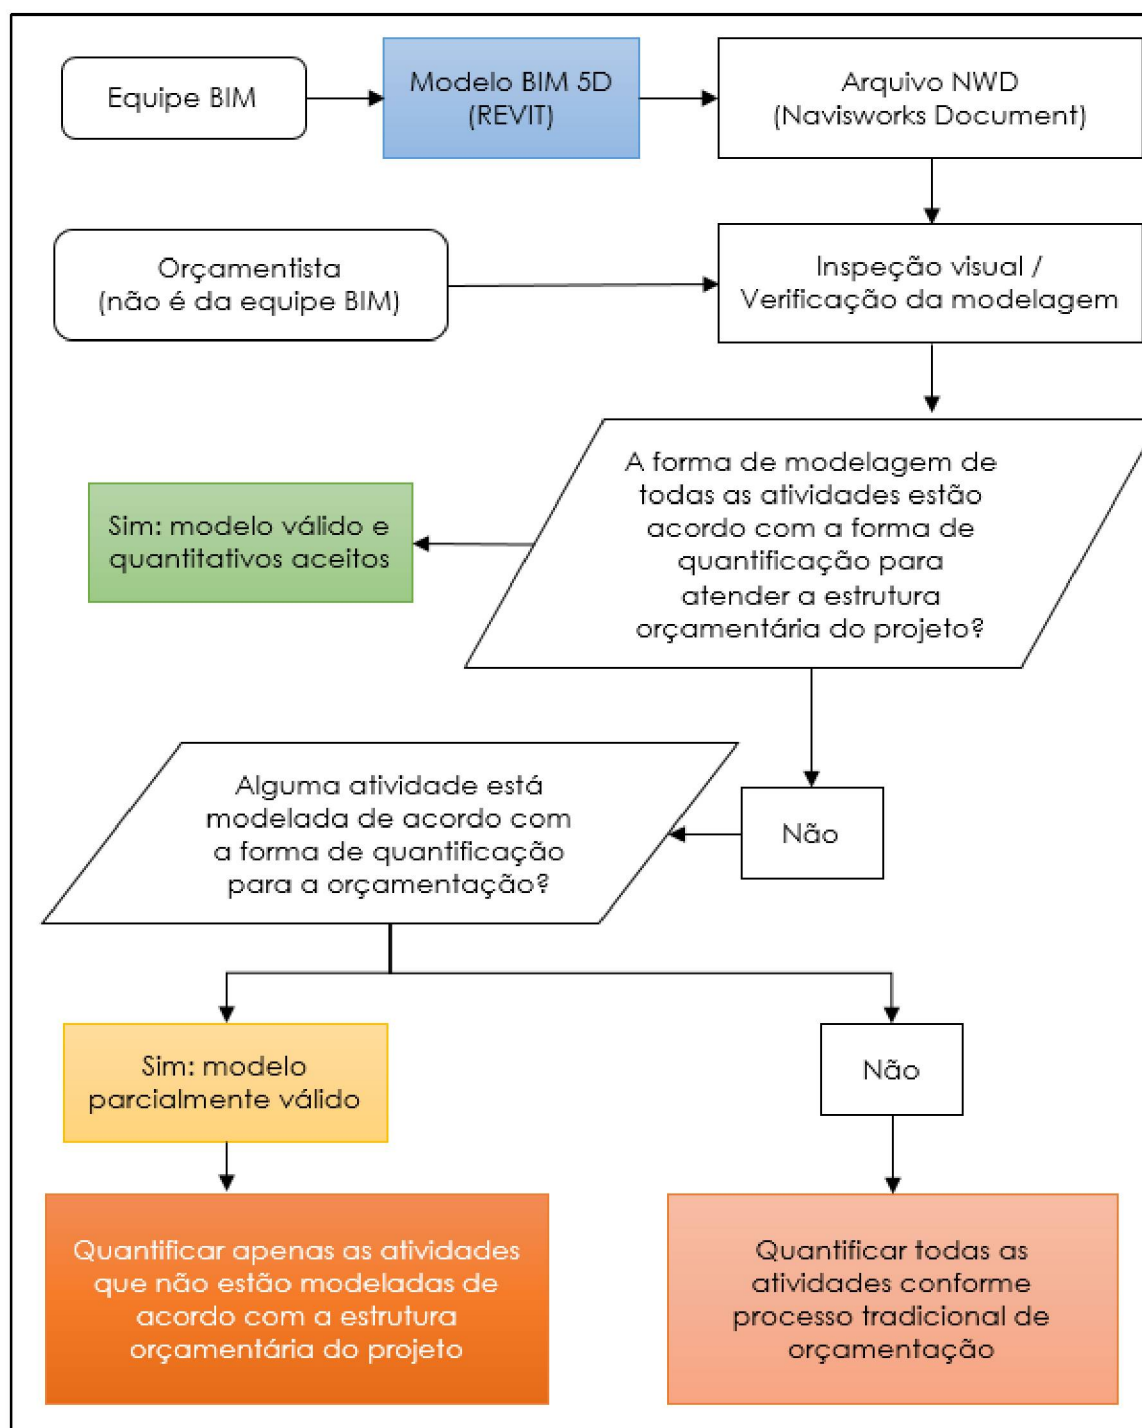 Equipe BIM
Modelo BIM 5D
(REVIT)
Arquivo NWD
(Navisworks Document)
Orçamentista
(não é da equipe BIM)
Inspeção visual /
Verificação da modelagem
A forma de modelagem de
todas as atividades estão
acordo com a forma de
quantificação para
atender a estrutura
orçamentária do projeto?
Sim: modelo válido e
quantitativos aceitos
Não
Alguma atividade está
modelada de acordo com
a forma de quantificação
para a orçamentação?
Sim: modelo
parcialmente válido
Não
Quantificar apenas as atividades
que não estão modeladas de
acordo com a estrutura
orçamentária do projeto
Quantificar todas as
atividades conforme
processo tradicional de
orçamentação